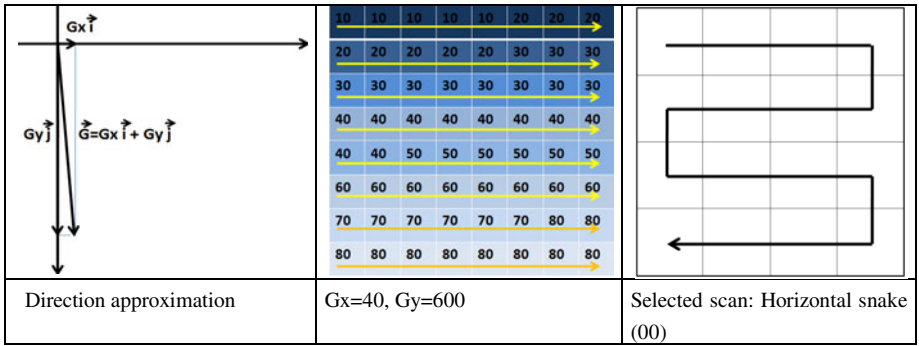 Gx i
Gy j
G=Gx i + Gy j
10 10 10 10 10 20 20 20
20 20 20 20 20 30 30 30
30 30 30 30 30 30 30 30
40 40 40 40 40 40 40 40
40 40 50 50 50 50 50 50
60 60 60 60 60 60 60 60
70 70 70 70 70 70 80 80
80 80 80 80 80 80 80 80
Direction approximation
Gx=40, Gy=600
Selected scan: Horizontal snake
(00)